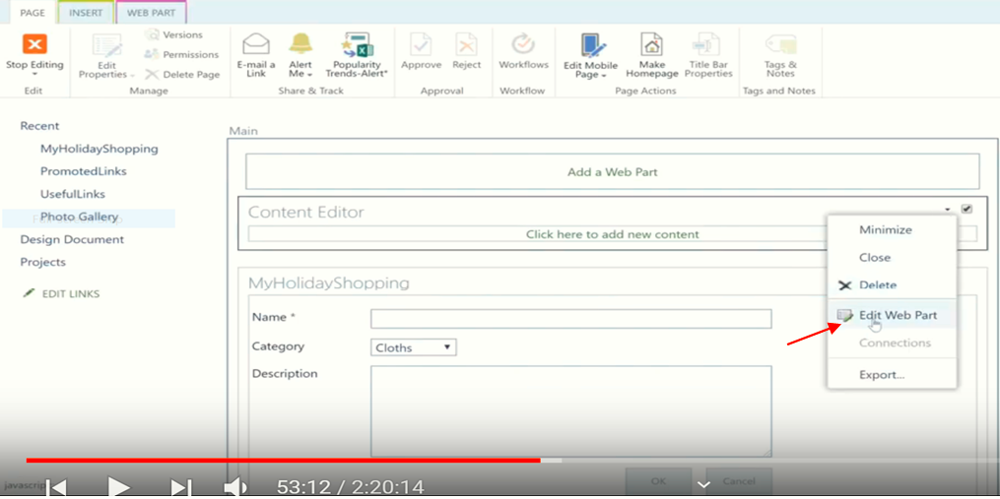 PAGE INSERT WEB PART
Stop Editing
Edit Properties
Versions
Permissions
Delete Page
E-mail a Link
Alert Me
Popularity Trends-Alert*
Approve
Reject
Workflows
Edit Mobile Page
Make Homepage
Title Bar Properties
Tags & Notes
Edit
Manage
Share & Track
Approval
Workflow
Page Actions
Tags and Notes
Recent
MyHolidayShopping
PromotedLinks
UsefulLinks
Photo Gallery
Design Document
Projects
EDIT LINKS
Main
Add a Web Part
Content Editor
Click here to add new content
Minimize
Close
Delete
Edit Web Part
Connections
Export...
MyHolidayShopping
Name *
Category
Cloths
Description
OK
Cancel
javascrip
53:12 / 2:20:14